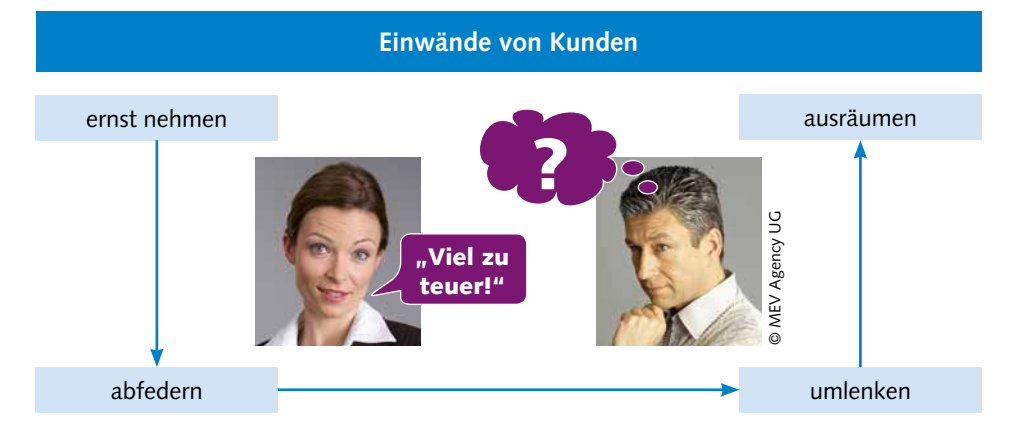 Einwände von Kunden
ernst nehmen
ausräumen
?
„Viel zu
teuer!“
© MEV Agency UG
abfedern
umlenken